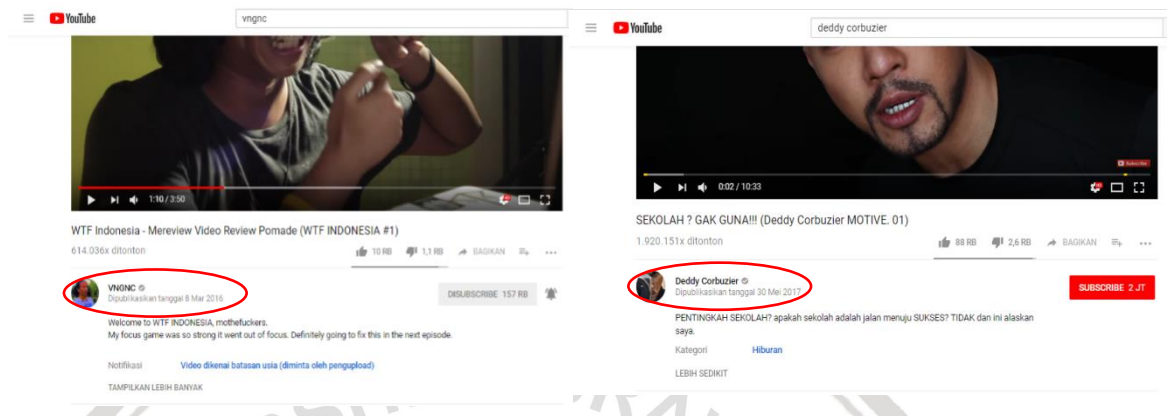 YouTube
vngnc
1:10 / 3:50
WTF Indonesia - Mereview Video Review Pomade (WTF INDONESIA #1)
614.036x ditonton
10 RB 1,1 RB BAGIKAN
VNGNC
Dipublikasikan tanggal 8 Mar 2016
DISUBSCRIBE 157 RB
Welcome to WTF INDONESIA, mothefuckers.
My focus game was so strong it went out of focus. Definitely going to fix this in the next episode.
Notifikasi Video dikenai batasan usia (diminta oleh pengupload)
TAMPILKAN LEBIH BANYAK
YouTube
deddy corbuzier
Subscribe
0:02 / 10:33
SEKOLAH ? GAK GUNA!!! (Deddy Corbuzier MOTIVE. 01)
1.920.151x ditonton
88 RB 2,6 RB BAGIKAN
Deddy Corbuzier
Dipublikasikan tanggal 30 Mei 2017
SUBSCRIBE 2 JT
PENTINGKAH SEKOLAH? apakah sekolah adalah jalan menuju SUKSES? TIDAK dan ini alaskan
saya.
Kategori Hiburan
LEBIH SEDIKIT